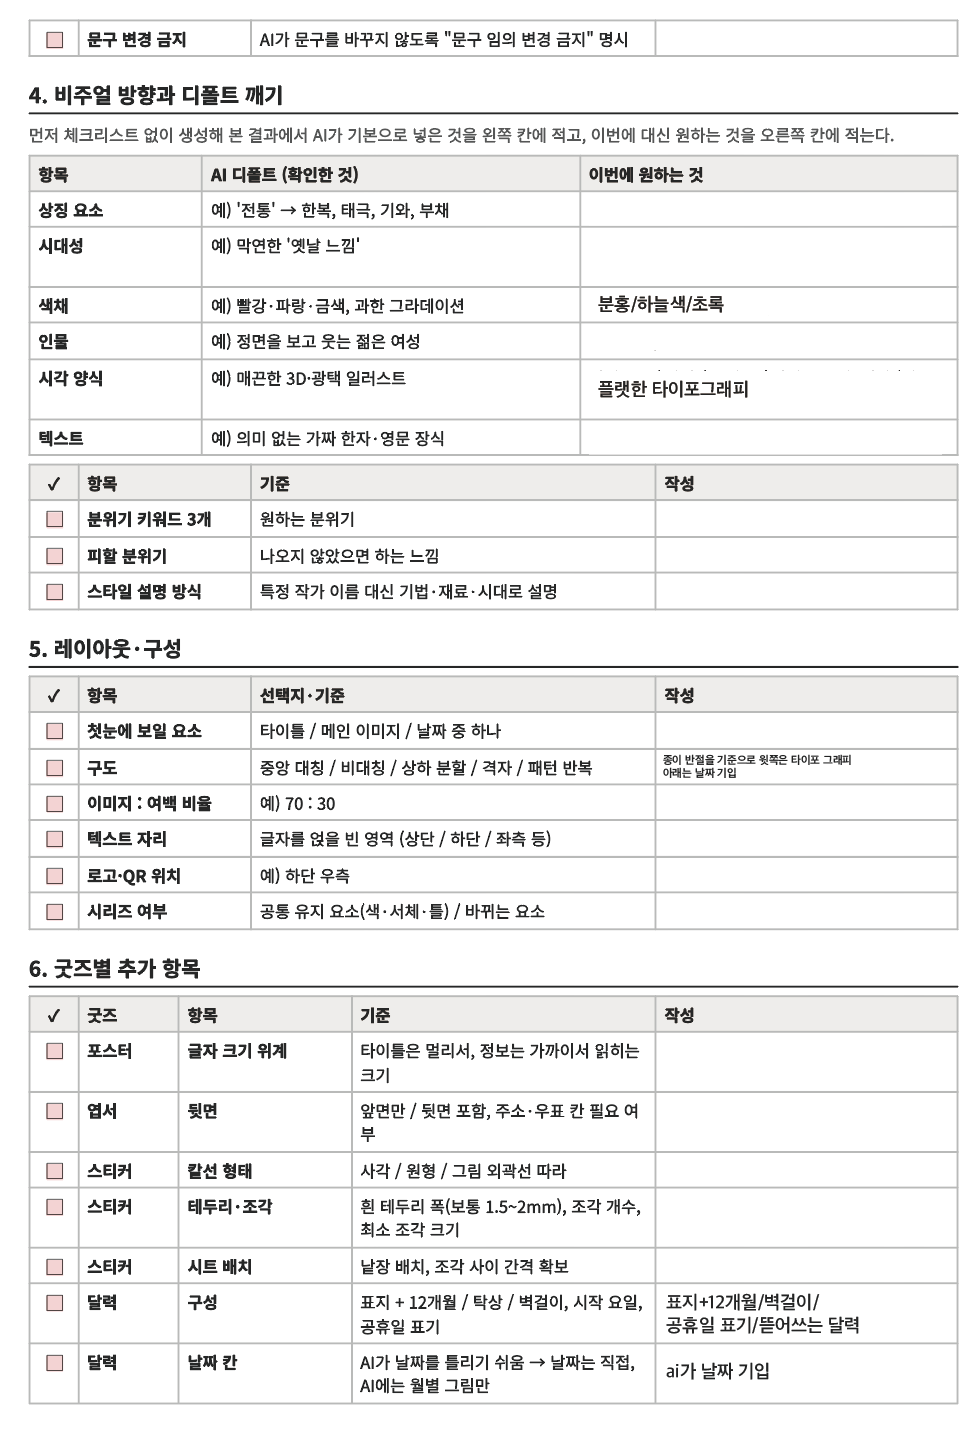 문구 변경 금지 AI가 문구를 바꾸지 않도록 "문구 임의 변경 금지" 명시
4. 비주얼 방향과 디폴트 깨기
먼저 체크리스트 없이 생성해 본 결과에서 AI가 기본으로 넣은 것을 왼쪽 칸에 적고, 이번에 대신 원하는 것을 오른쪽 칸에 적는다.
항목 AI 디폴트 (확인한 것) 이번에 원하는 것
상징 요소 예) '전통' → 한복, 태극, 기와, 부채
시대성 예) 막연한 '옛날 느낌'
색채 예) 빨강·파랑·금색, 과한 그라데이션 분홍/하늘색/초록
인물 예) 정면을 보고 웃는 젊은 여성
시각 양식 예) 매끈한 3D·광택 일러스트 플랫한 타이포그래피
텍스트 예) 의미 없는 가짜 한자·영문 장식
✓ 항목 기준 작성
분위기 키워드 3개 원하는 분위기
피할 분위기 나오지 않았으면 하는 느낌
스타일 설명 방식 특정 작가 이름 대신 기법·재료·시대로 설명
5. 레이아웃·구성
✓ 항목 선택지·기준 작성
첫눈에 보일 요소 타이틀 / 메인 이미지 / 날짜 중 하나
구도 중앙 대칭 / 비대칭 / 상하 분할 / 격자 / 패턴 반복 종이 반절을 기준으로 윗쪽은 타이포 그래피
아래는 날짜 기입
이미지 : 여백 비율 예) 70 : 30
텍스트 자리 글자를 얹을 빈 영역 (상단 / 하단 / 좌측 등)
로고·QR 위치 예) 하단 우측
시리즈 여부 공통 유지 요소(색·서체·틀) / 바뀌는 요소
6. 굿즈별 추가 항목
✓ 굿즈 항목 기준 작성
포스터 글자 크기 위계 타이틀은 멀리서, 정보는 가까이서 읽히는
크기
엽서 뒷면 앞면만 / 뒷면 포함, 주소·우표 칸 필요 여
부
스티커 칼선 형태 사각 / 원형 / 그림 외곽선 따라
스티커 테두리·조각 흰 테두리 폭(보통 1.5~2mm), 조각 개수,
최소 조각 크기
스티커 시트 배치 낱장 배치, 조각 사이 간격 확보
달력 구성 표지 + 12개월 / 탁상 / 벽걸이, 시작 요일, 표지+12개월/벽걸이/
공휴일 표기 공휴일 표기/뜯어쓰는 달력
달력 날짜 칸 AI가 날짜를 틀리기 쉬움 → 날짜는 직접, ai가 날짜 기입
AI에는 월별 그림만